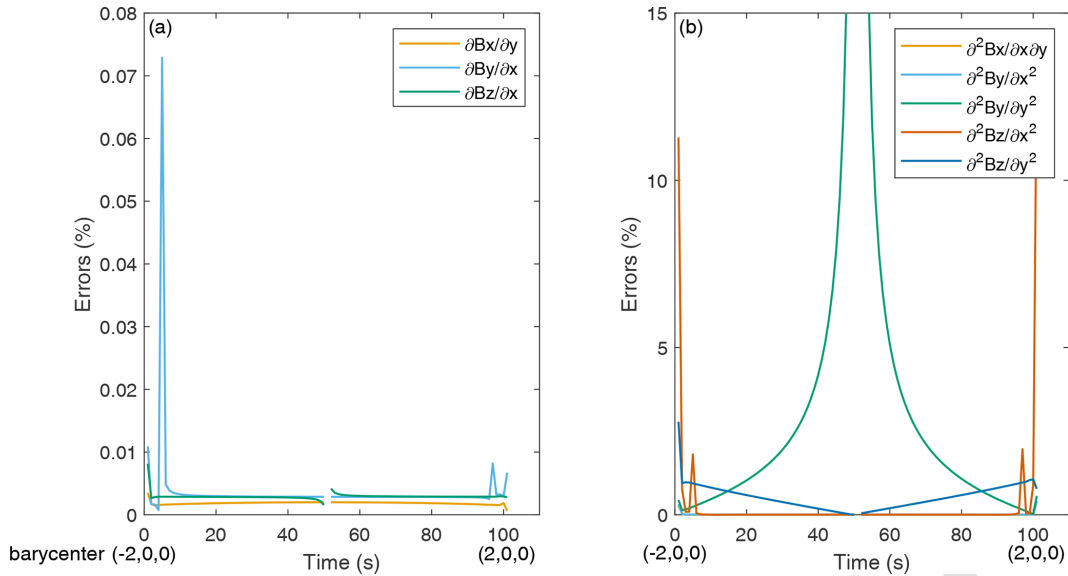 (a)
0.08
0.07
0.06
0.05
0.04
0.03
0.02
0.01
0
Errors (%)
∂Bx/∂y
∂By/∂x
∂Bz/∂x
0 20 40 60 80 100
barycenter (-2,0,0) Time (s) (2,0,0)
(b)
15
10
5
0
Errors (%)
∂²Bx/∂x∂y
∂²By/∂x²
∂²By/∂y²
∂²Bz/∂x²
∂²Bz/∂y²
0 20 40 60 80 100
(-2,0,0) Time (s) (2,0,0)